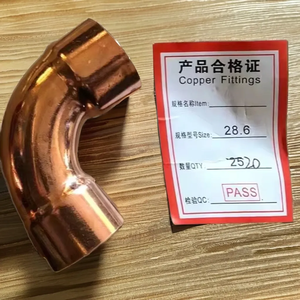 产品合格证
Copper Fittings
规格名称Item:
规格型号Size: 28.6
数量QTY: 2520
检验QC: PASS